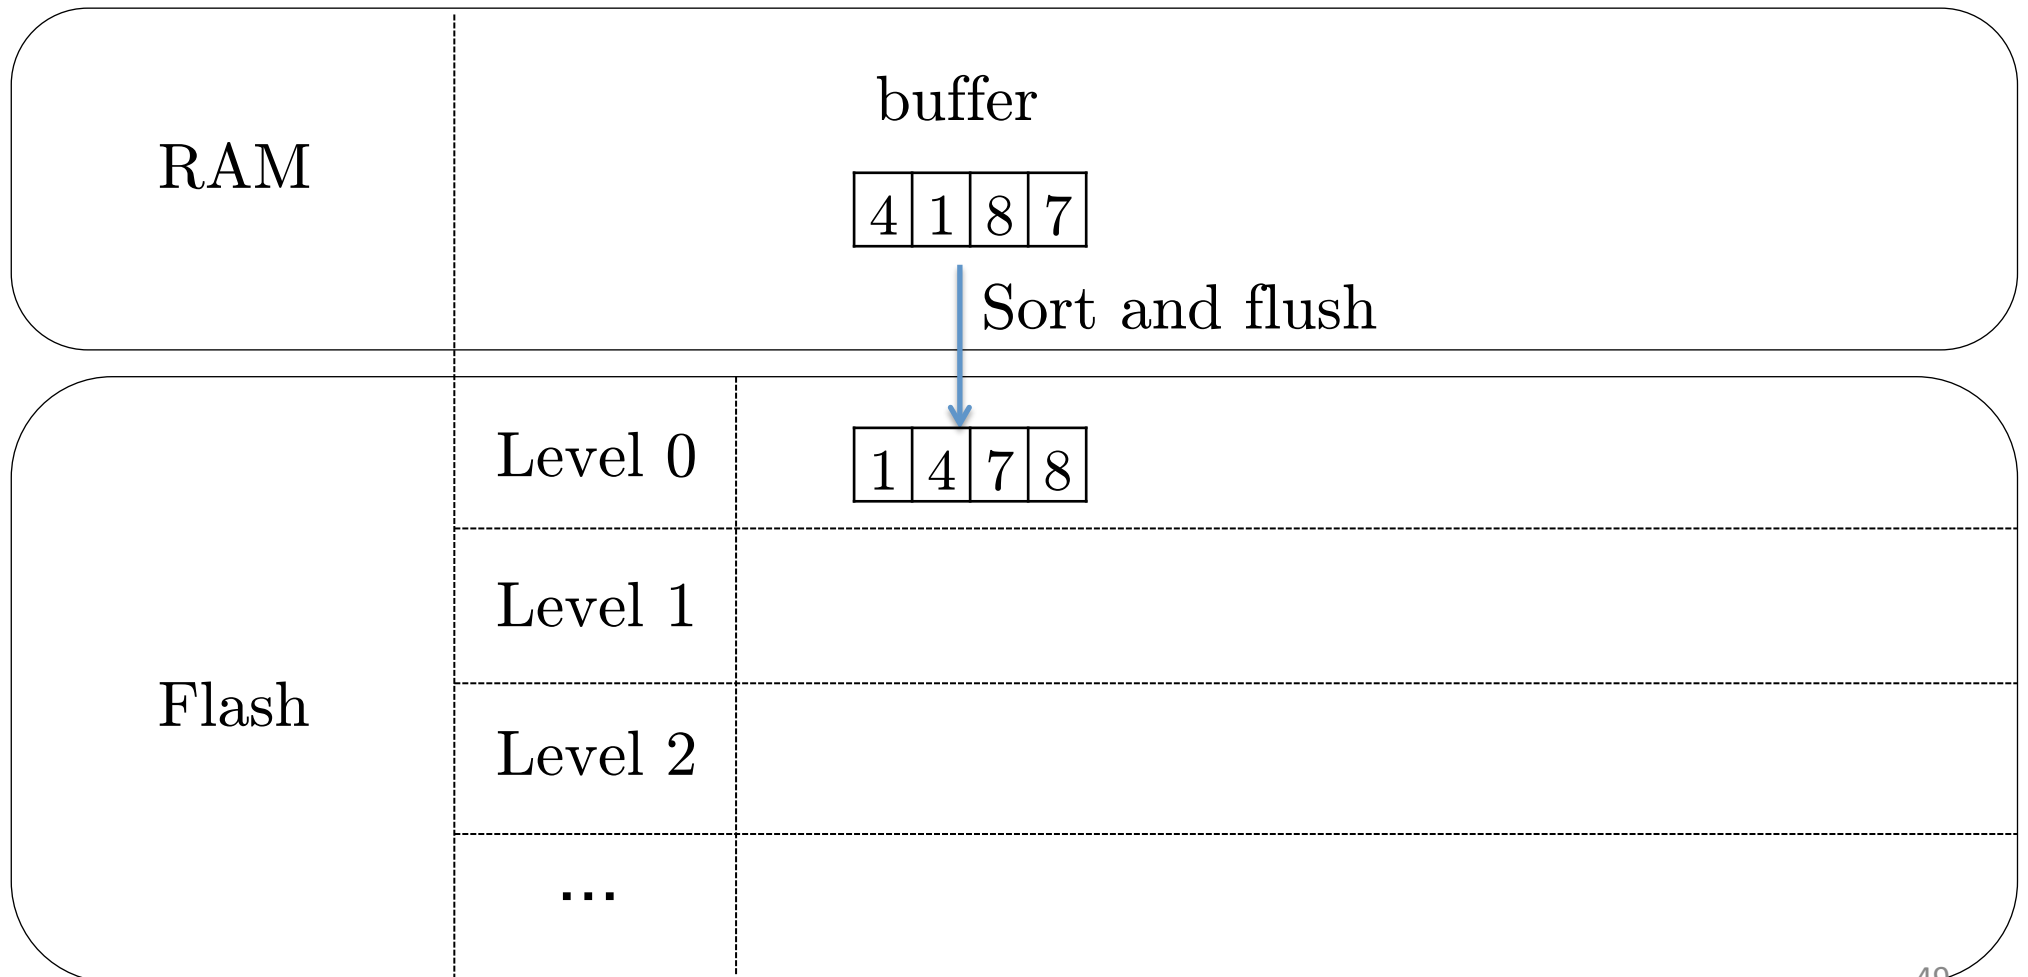 buffer
RAM
4 1 8 7
Sort and flush
Level 0
1 4 7 8
Level 1
Flash
Level 2
...